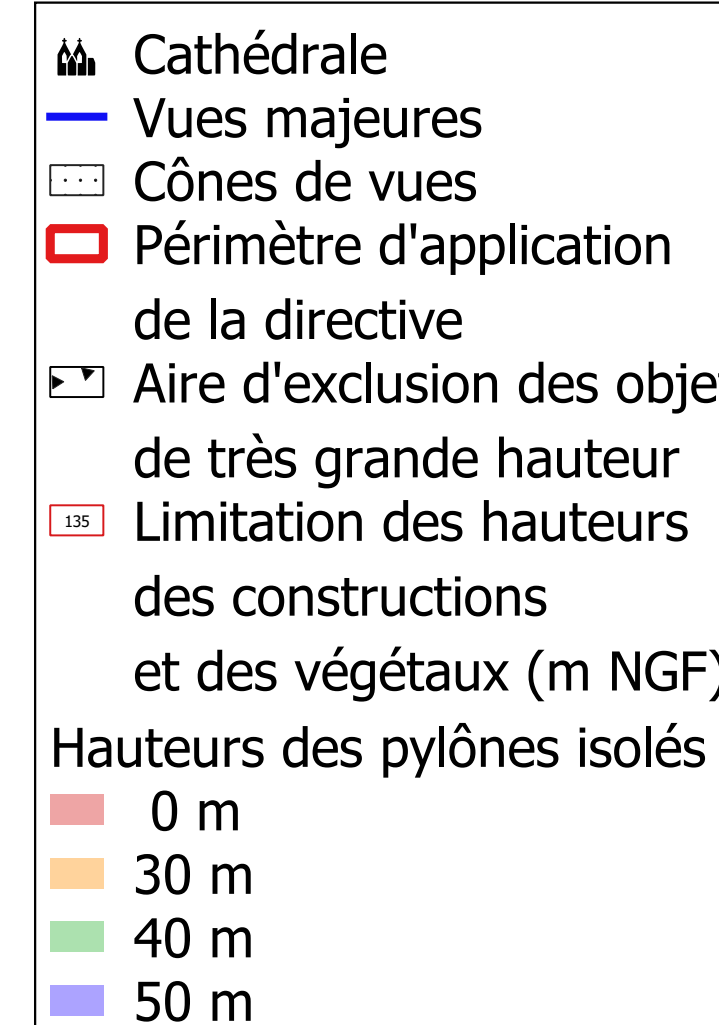 Cathédrale
Vues majeures
Cônes de vues
Périmètre d'application
de la directive
Aire d'exclusion des obje
de très grande hauteur
135 Limitation des hauteurs
des constructions
et des végétaux (m NGF)
Hauteurs des pylônes isolés
0 m
30 m
40 m
50 m